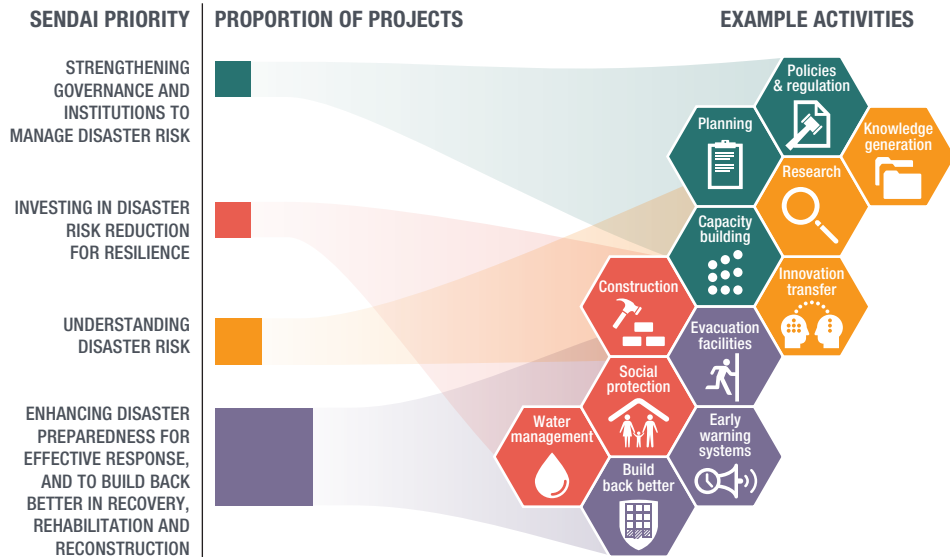 SENDAI PRIORITY
PROPORTION OF PROJECTS
EXAMPLE ACTIVITIES
STRENGTHENING
GOVERNANCE AND
INSTITUTIONS TO
MANAGE DISASTER RISK
INVESTING IN DISASTER
RISK REDUCTION
FOR RESILIENCE
UNDERSTANDING
DISASTER RISK
ENHANCING DISASTER
PREPAREDNESS FOR
EFFECTIVE RESPONSE,
AND TO BUILD BACK
BETTER IN RECOVERY,
REHABILITATION AND
RECONSTRUCTION
Policies
& regulation
Planning
Knowledge
generation
Research
Capacity
building
Construction
Innovation
transfer
Evacuation
facilities
Social
protection
Water
management
Early
warning
systems
Build
back better